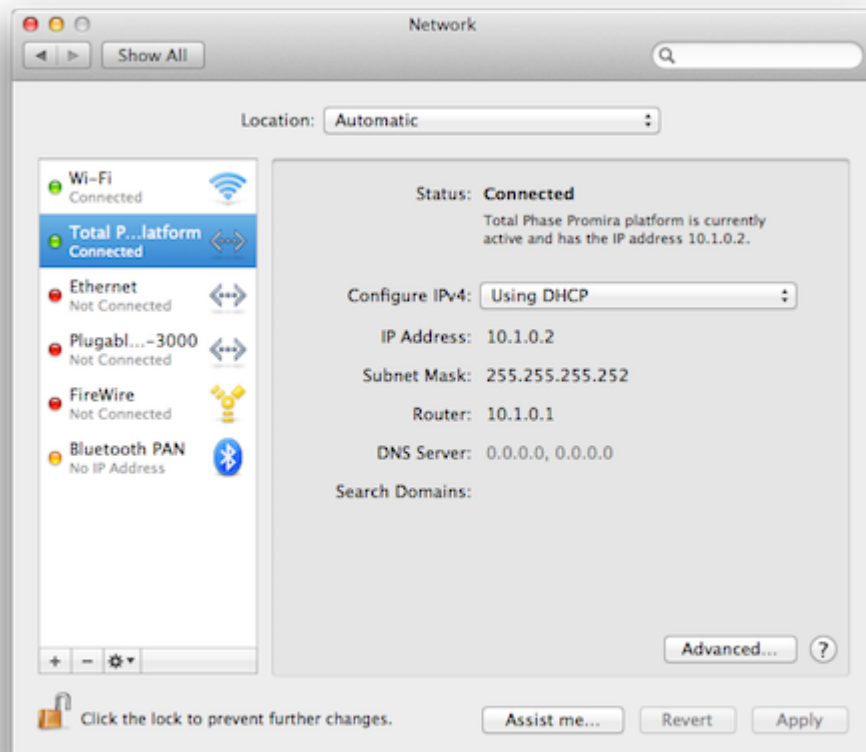 Network
Show All
Location: Automatic
Wi-Fi
Connected
Total P...latform
Connected
Ethernet
Not Connected
Plugabl...-3000
Not Connected
FireWire
Not Connected
Bluetooth PAN
No IP Address
Status: Connected
Total Phase Promira platform is currently
active and has the IP address 10.1.0.2.
Configure IPv4: Using DHCP
IP Address: 10.1.0.2
Subnet Mask: 255.255.255.252
Router: 10.1.0.1
DNS Server: 0.0.0.0, 0.0.0.0
Search Domains:
Advanced... ?
+ −
Click the lock to prevent further changes.
Assist me... Revert Apply